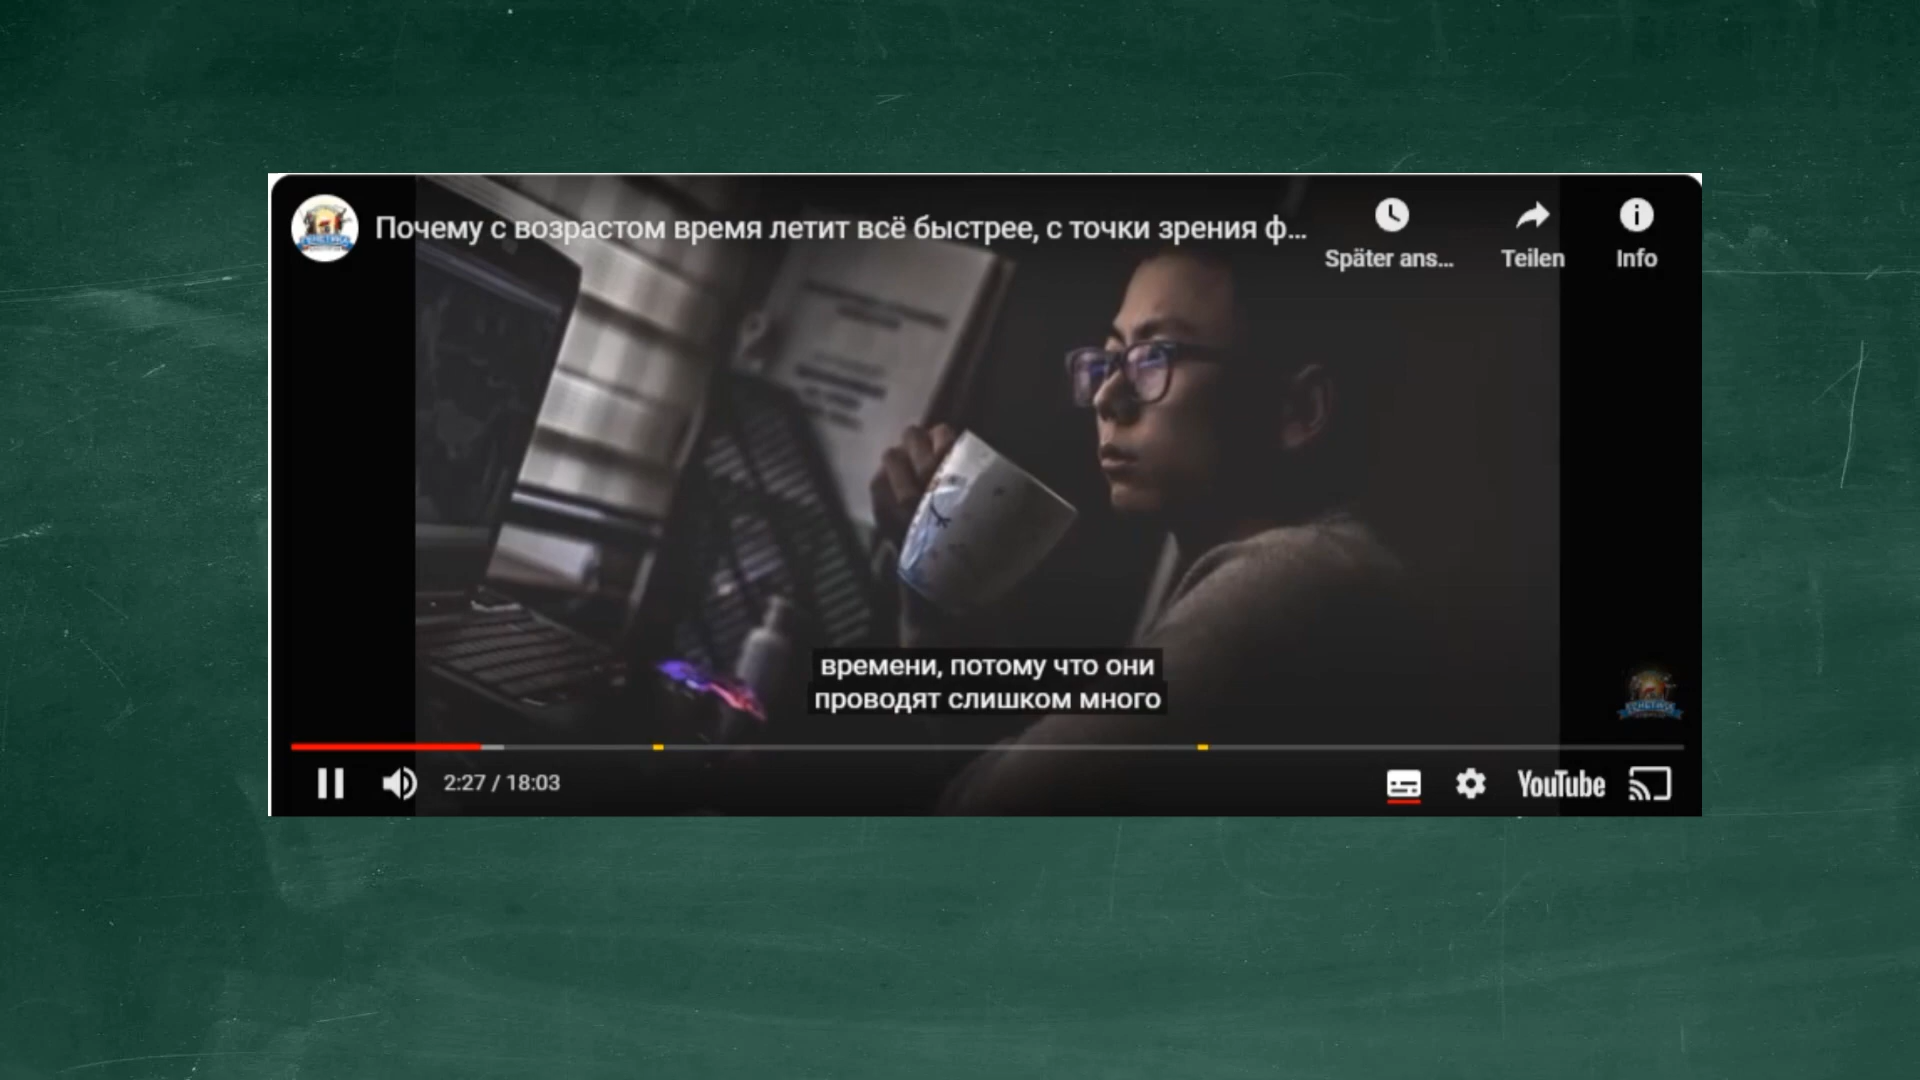 Почему с возрастом время летит всё быстрее, с точки зрения ф...
Später ans...
Teilen
Info
времени, потому что они
проводят слишком много
2:27 / 18:03
YouTube